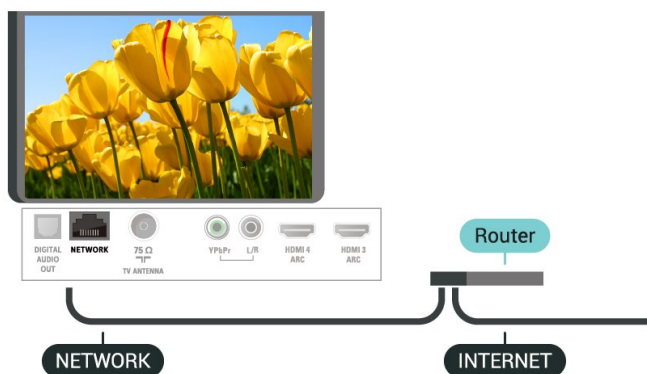 DIGITAL
AUDIO
OUT
NETWORK
75 Ω
TV ANTENNA
YPbPr
L/R
HDMI 4
ARC
HDMI 3
ARC
Router
NETWORK
INTERNET